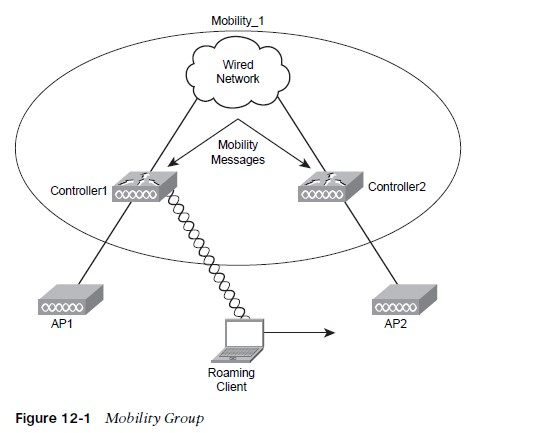 Mobility_1
Wired
Network
Mobility
Messages
Controller1
Controller2
AP1
AP2
Roaming
Client
Figure 12-1 Mobility Group